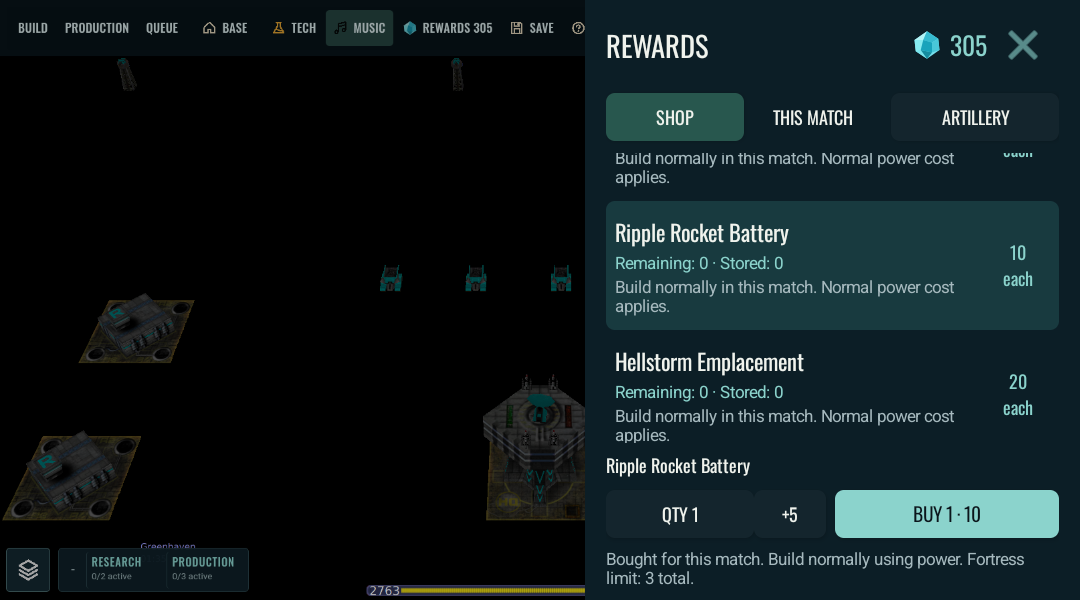 BUILD PRODUCTION QUEUE BASE TECH MUSIC REWARDS 305 SAVE
REWARDS 305
SHOP THIS MATCH ARTILLERY
each
Build normally in this match. Normal power cost
applies.
Ripple Rocket Battery
Remaining: 0 · Stored: 0
Build normally in this match. Normal power cost
applies.
10
each
Hellstorm Emplacement
Remaining: 0 · Stored: 0
Build normally in this match. Normal power cost
applies.
20
each
Ripple Rocket Battery
QTY 1 +5 BUY 1 · 10
Bought for this match. Build normally using power. Fortress
limit: 3 total.
Greenhaven
- RESEARCH PRODUCTION
0/2 active 0/3 active
2763